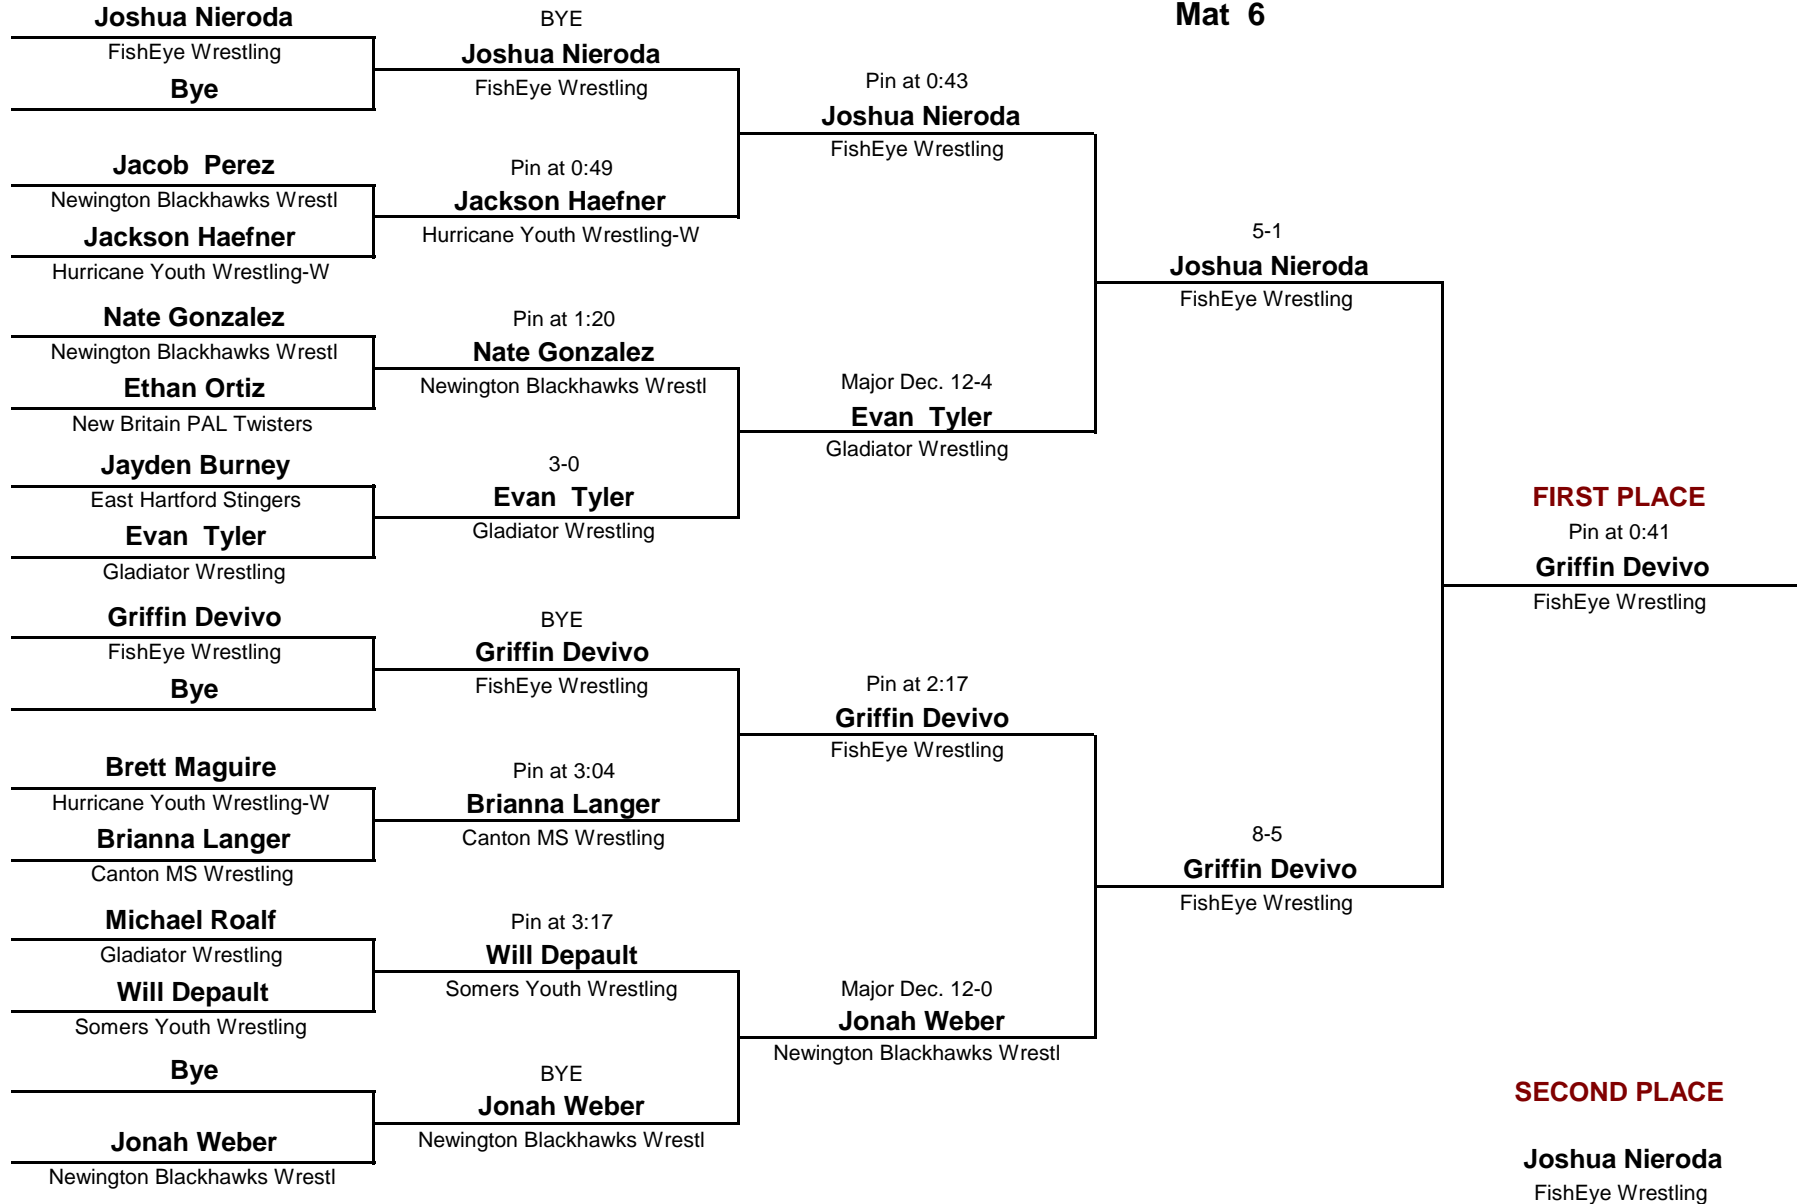 Mat 6
Joshua Nieroda
FishEye Wrestling
Bye
Jacob Perez
Newington Blackhawks Wrestl
Jackson Haefner
Hurricane Youth Wrestling-W
Nate Gonzalez
Newington Blackhawks Wrestl
Ethan Ortiz
New Britain PAL Twisters
Jayden Burney
East Hartford Stingers
Evan Tyler
Gladiator Wrestling
Griffin Devivo
FishEye Wrestling
Bye
Brett Maguire
Hurricane Youth Wrestling-W
Brianna Langer
Canton MS Wrestling
Michael Roalf
Gladiator Wrestling
Will Depault
Somers Youth Wrestling
Bye
Jonah Weber
Newington Blackhawks Wrestl
BYE
Joshua Nieroda
FishEye Wrestling
Pin at 0:49
Jackson Haefner
Hurricane Youth Wrestling-W
Pin at 1:20
Nate Gonzalez
Newington Blackhawks Wrestl
3-0
Evan Tyler
Gladiator Wrestling
BYE
Griffin Devivo
FishEye Wrestling
Pin at 3:04
Brianna Langer
Canton MS Wrestling
Pin at 3:17
Will Depault
Somers Youth Wrestling
BYE
Jonah Weber
Newington Blackhawks Wrestl
Pin at 0:43
Joshua Nieroda
FishEye Wrestling
Major Dec. 12-4
Evan Tyler
Gladiator Wrestling
Pin at 2:17
Griffin Devivo
FishEye Wrestling
Major Dec. 12-0
Jonah Weber
Newington Blackhawks Wrestl
5-1
Joshua Nieroda
FishEye Wrestling
8-5
Griffin Devivo
FishEye Wrestling
FIRST PLACE
Pin at 0:41
Griffin Devivo
FishEye Wrestling
SECOND PLACE
Joshua Nieroda
FishEye Wrestling